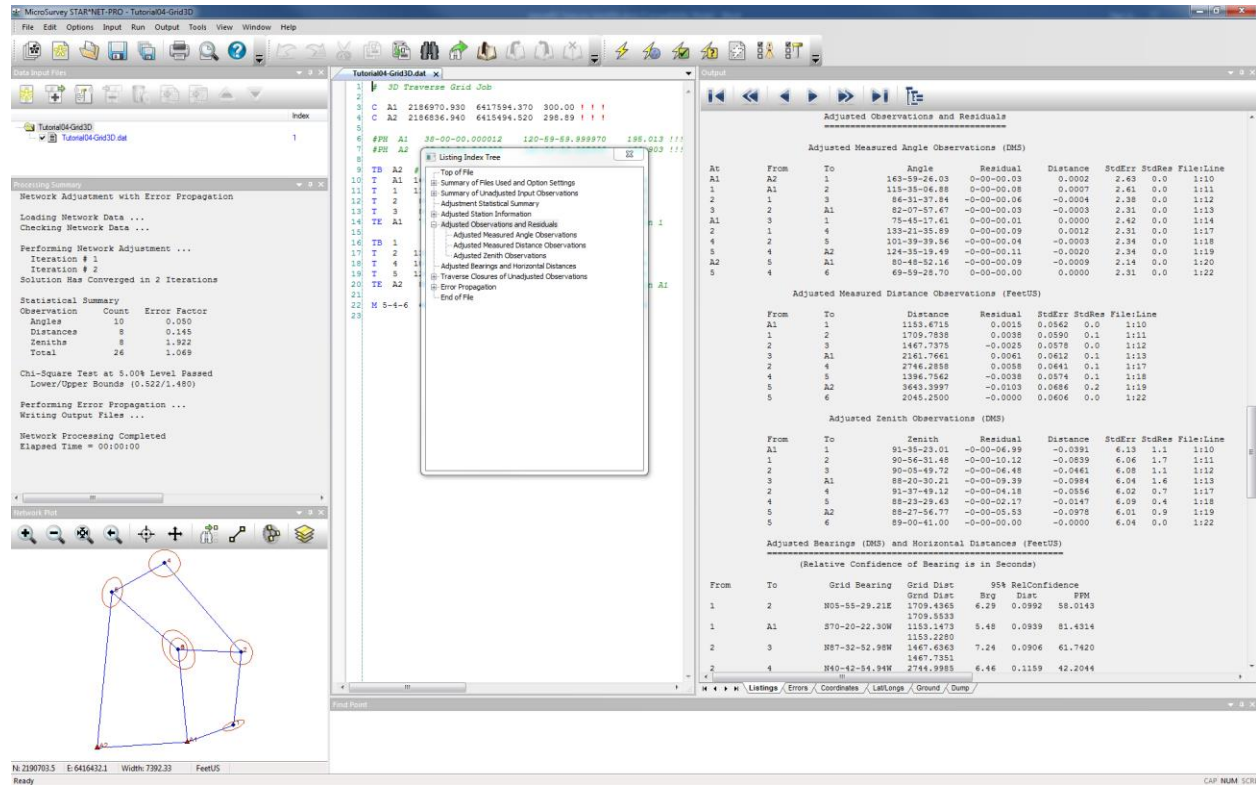 MicroSurvey STAR*NET-PRO - Tutorial04-Grid3D
File Edit Options Input Run Output Tools View Window Help
Data Input Files
Index
Tutorial04-Grid3D
Tutorial04-Grid3D.dat 1
Processing Summary
Network Adjustment with Error Propagation
Loading Network Data ...
Checking Network Data ...
Performing Network Adjustment ...
Iteration # 1
Iteration # 2
Solution Has Converged in 2 Iterations
Statistical Summary
Observation Count Error Factor
Angles 10 0.050
Distances 8 0.145
Zeniths 8 1.922
Total 26 1.069
Chi-Square Test at 5.00% Level Passed
Lower/Upper Bounds (0.522/1.480)
Performing Error Propagation ...
Writing Output Files ...
Network Processing Completed
Elapsed Time = 00:00:00
Network Plot
4
5
6
2
1
A1
A2
N: 2190703.5 E: 6416432.1 Width: 7392.33 FeetUS
Ready
Tutorial04-Grid3D.dat x
1 # 3D Traverse Grid Job
2
3 C A1 2186970.930 6417594.370 300.00 ! ! !
4 C A2 2186836.940 6415494.520 298.89 ! ! !
5
6 #PH A1 38-00-00.000012 120-59-59.999970 198.013 !!!
7 #PH A2
8
9 TB A2 #
10 T A1
11 T 1
12 T 2
13 T 3
14 TE A1
15
16 TB 1
17 T 2
18 T 4
19 T 5
20 TE A2
21
22 M 5-4-6
23
Listing Index Tree
Top of File
Summary of Files Used and Option Settings
Summary of Unadjusted Input Observations
Adjustment Statistical Summary
Adjusted Station Information
Adjusted Observations and Residuals
Adjusted Measured Angle Observations
Adjusted Measured Distance Observations
Adjusted Zenith Observations
Adjusted Bearings and Horizontal Distances
Traverse Closures of Unadjusted Observations
Error Propagation
End of File
Find Point
Output
Adjusted Observations and Residuals
Adjusted Measured Angle Observations (DMS)
At From To Angle Residual Distance StdErr StdRes File:Line
A1 A2 1 163-59-26.03 0-00-00.03 0.0002 2.63 0.0 1:10
1 A1 2 115-35-06.88 0-00-00.08 0.0007 2.61 0.0 1:11
2 1 3 86-31-37.84 -0-00-00.06 -0.0004 2.38 0.0 1:12
3 2 A1 82-07-57.67 -0-00-00.03 -0.0003 2.31 0.0 1:13
A1 3 1 75-45-17.61 0-00-00.01 0.0000 2.42 0.0 1:14
2 1 4 133-21-35.89 0-00-00.09 0.0012 2.31 0.0 1:17
4 2 5 101-39-39.56 -0-00-00.04 -0.0003 2.34 0.0 1:18
5 4 A2 124-35-19.49 -0-00-00.11 -0.0020 2.34 0.0 1:19
A2 5 A1 80-48-52.16 -0-00-00.09 -0.0009 2.14 0.0 1:20
5 4 6 69-59-28.70 0-00-00.00 0.0000 2.31 0.0 1:22
Adjusted Measured Distance Observations (FeetUS)
From To Distance Residual StdErr StdRes File:Line
A1 1 1153.6715 0.0015 0.0562 0.0 1:10
1 2 1709.7838 0.0038 0.0590 0.1 1:11
2 3 1467.7375 -0.0025 0.0578 0.0 1:12
3 A1 2161.7661 0.0061 0.0612 0.1 1:13
2 4 2746.2858 0.0058 0.0641 0.1 1:17
4 5 1396.7562 -0.0038 0.0574 0.1 1:18
5 A2 3643.3997 -0.0103 0.0686 0.2 1:19
5 6 2045.2500 -0.0000 0.0606 0.0 1:22
Adjusted Zenith Observations (DMS)
From To Zenith Residual Distance StdErr StdRes File:Line
A1 1 91-35-23.01 -0-00-06.99 -0.0391 6.13 1.1 1:10
1 2 90-56-31.48 -0-00-10.12 -0.0839 6.06 1.7 1:11
2 3 90-05-49.72 -0-00-06.48 -0.0461 6.08 1.1 1:12
3 A1 88-20-30.21 -0-00-09.39 -0.0984 6.04 1.6 1:13
2 4 91-37-49.12 -0-00-04.18 -0.0556 6.02 0.7 1:17
4 5 88-23-29.63 -0-00-02.17 -0.0147 6.09 0.4 1:18
5 A2 88-27-56.77 -0-00-05.53 -0.0978 6.01 0.9 1:19
5 6 89-00-41.00 -0-00-00.00 -0.0000 6.04 0.0 1:22
Adjusted Bearings (DMS) and Horizontal Distances (FeetUS)
(Relative Confidence of Bearing is in Seconds)
From To Grid Bearing Grid Dist 95% RelConfidence
Grnd Dist Brg Dist PPM
1 2 N05-55-29.21E 1709.4365 6.29 0.0992 58.0143
1709.5533
1 A1 S70-20-22.30W 1153.1473 5.48 0.0939 81.4314
1153.2280
2 3 N87-32-52.98W 1467.6363 7.24 0.0906 61.7420
1467.7351
2 4 N40-42-54.94W 2744.9985 6.46 0.1159 42.2044
Listings Errors Coordinates Lat/Longs Ground Dump
CAP NUM SCRL